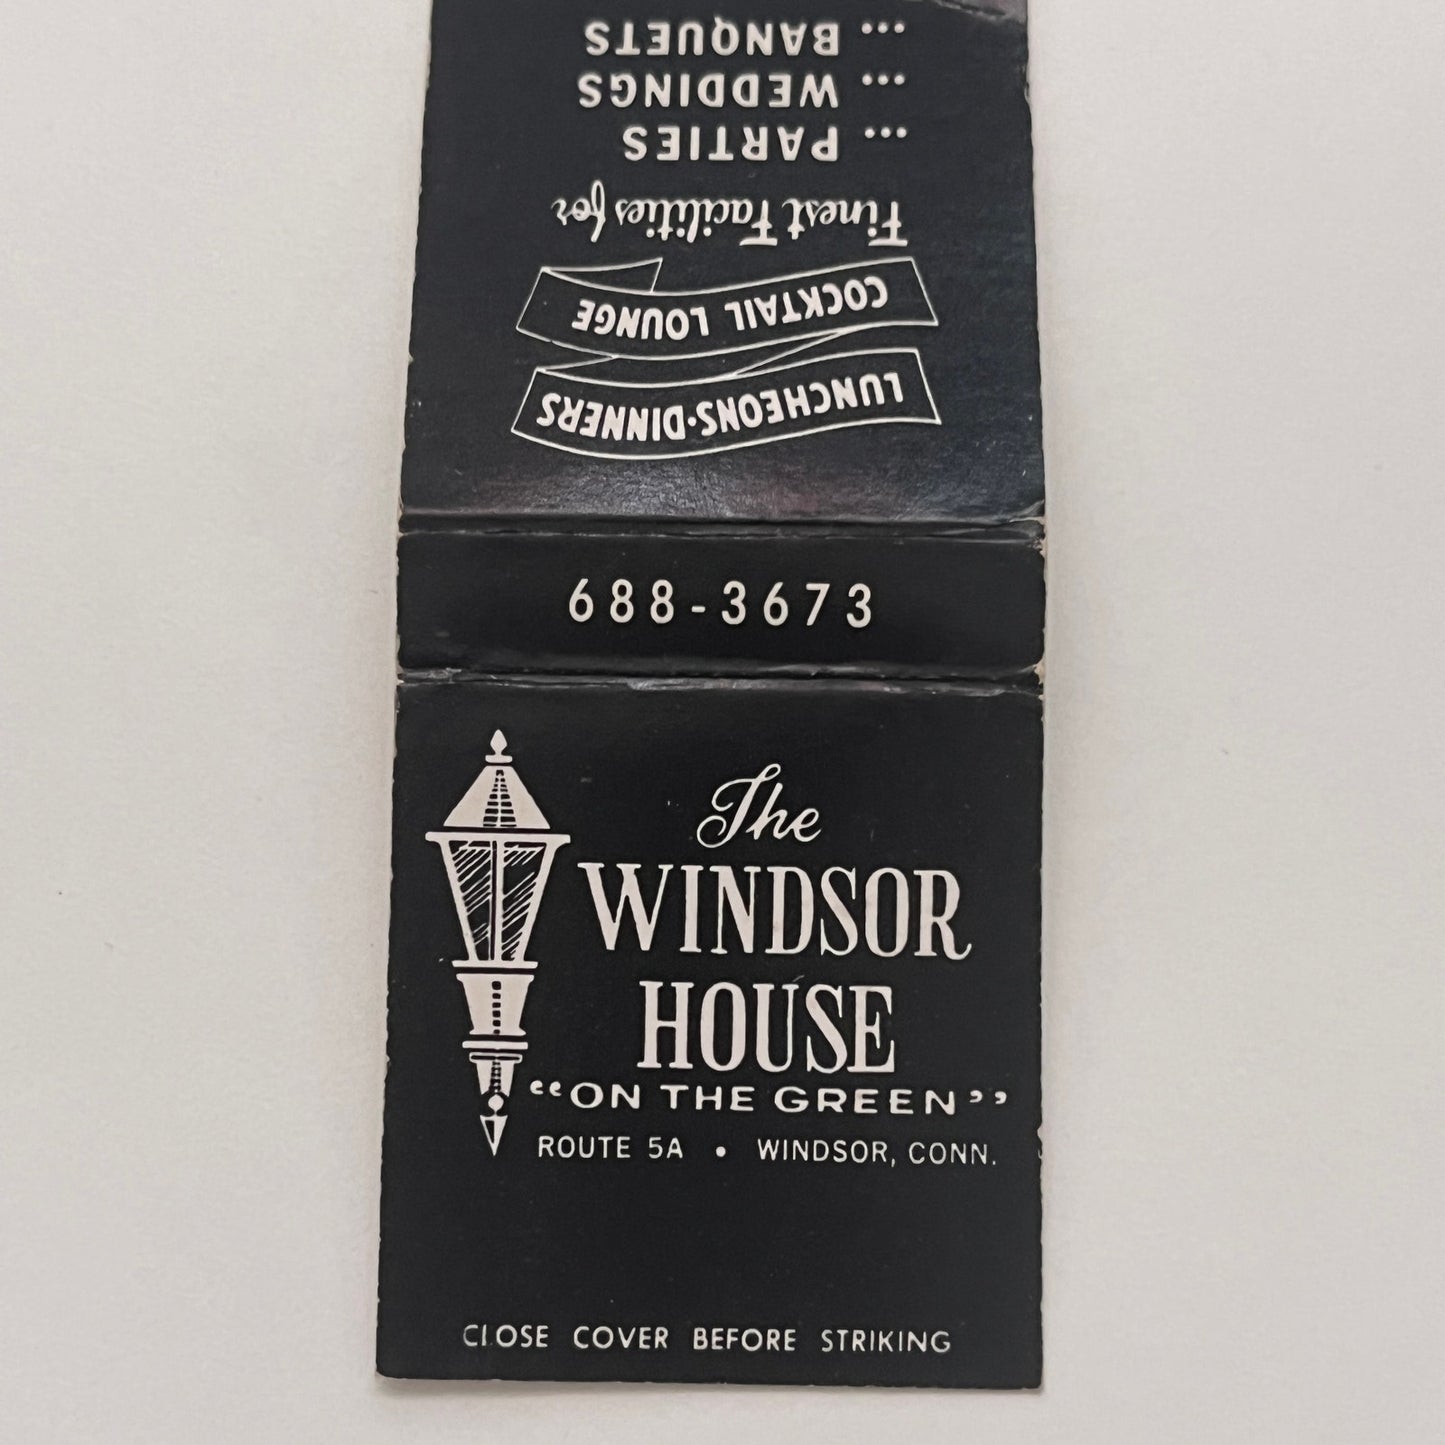 LUNCHEONS·DINNERS
COCKTAIL LOUNGE
Finest Facilities for
... PARTIES
... WEDDINGS
... BANQUETS
688-3673
The
WINDSOR
HOUSE
“ON THE GREEN”
ROUTE 5A • WINDSOR, CONN.
CLOSE COVER BEFORE STRIKING